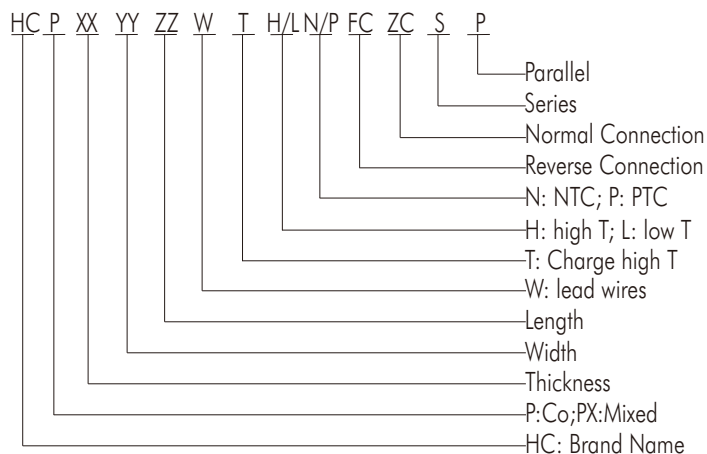 HC P XX YY ZZ W T H/L N/P FC ZC S P
Parallel
Series
Normal Connection
Reverse Connection
N: NTC; P: PTC
H: high T; L: low T
T: Charge high T
W: lead wires
Length
Width
Thickness
P:Co;PX:Mixed
HC: Brand Name